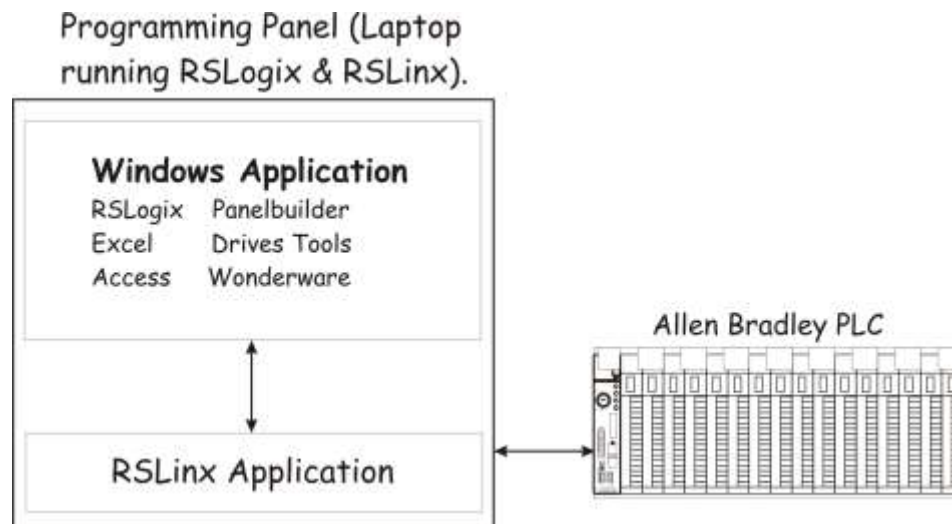 Programming Panel (Laptop
running RSLogix & RSLinx).
Windows Application
RSLogix Panelbuilder
Excel Drives Tools
Access Wonderware
Allen Bradley PLC
RSLinx Application